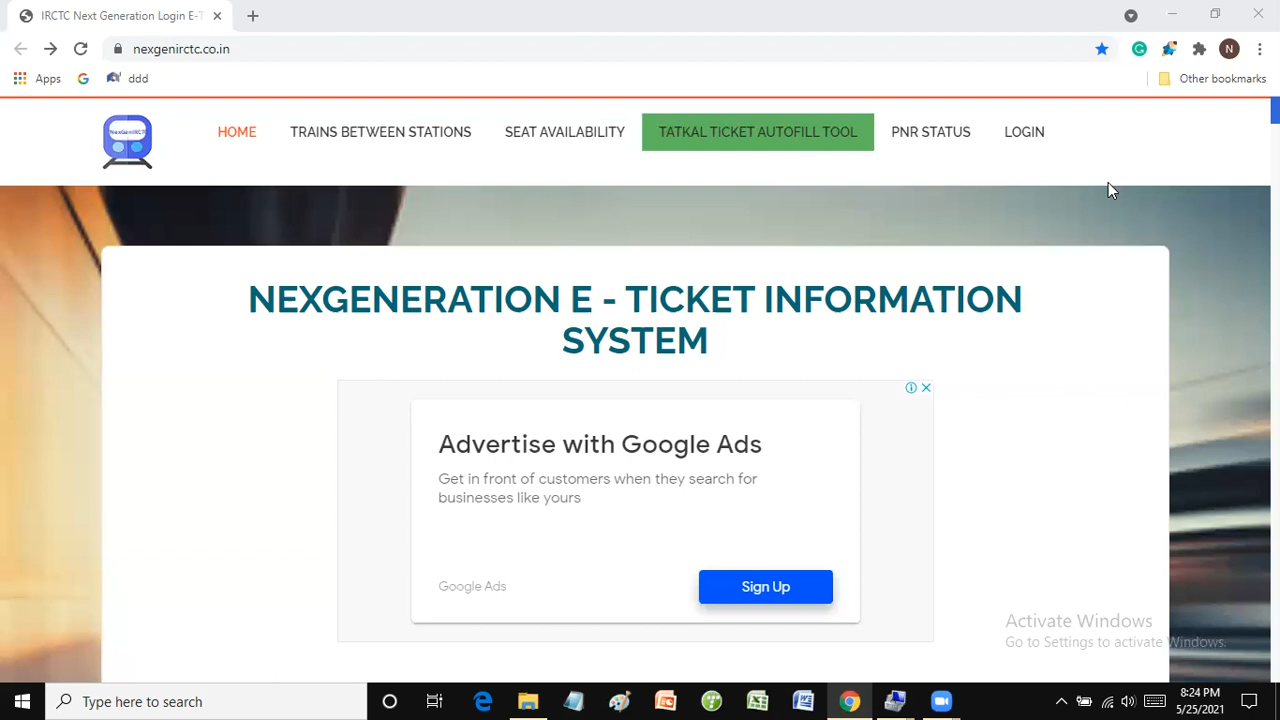 IRCTC Next Generation Login E-T
nexgenirctc.co.in
N
Apps
G
ddd
Other bookmarks
NexGenIRCTC
HOME
TRAINS BETWEEN STATIONS
SEAT AVAILABILITY
TATKAL TICKET AUTOFILL TOOL
PNR STATUS
LOGIN
NEXGENERATION E - TICKET INFORMATION
SYSTEM
Advertise with Google Ads
Get in front of customers when they search for
businesses like yours
Google Ads
Sign Up
Activate Windows
Go to Settings to activate Windows.
Type here to search
8:24 PM
5/25/2021